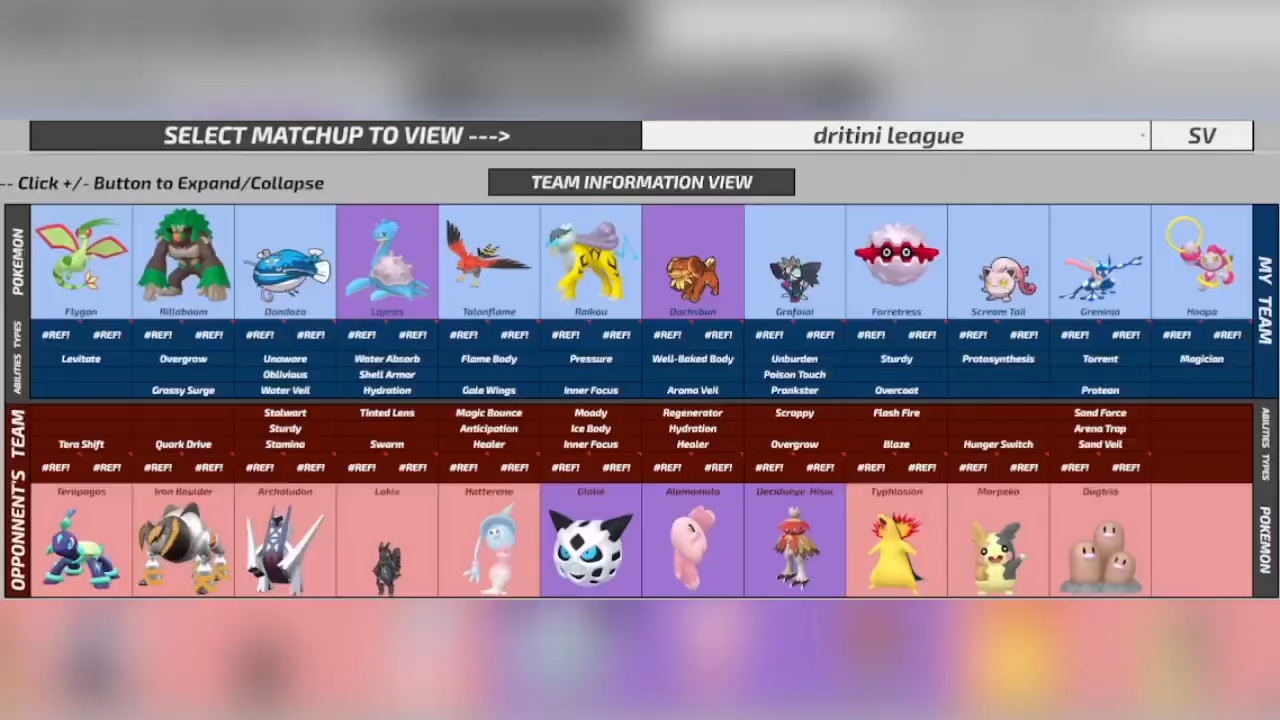 SELECT MATCHUP TO VIEW ---> dritini league SV
-- Click +/- Button to Expand/Collapse TEAM INFORMATION VIEW
POKEMON
MY TEAM
Flygon Rillaboom Dondozo Lapras Talonflame Raikou Dachsbun Grafaiai Forretress Scream Tail Greninja Hoopa
TYPES
#REF! #REF! #REF! #REF! #REF! #REF! #REF! #REF! #REF! #REF! #REF! #REF! #REF! #REF! #REF! #REF! #REF! #REF! #REF! #REF! #REF! #REF! #REF! #REF!
ABILITIES
Levitate Overgrow Unaware Water Absorb Flame Body Pressure Well-Baked Body Unburden Sturdy Protosynthesis Torrent Magician
Oblivious Shell Armor Poison Touch
Grassy Surge Water Veil Hydration Gale Wings Inner Focus Aroma Veil Prankster Overcoat Protean
OPPONNENT'S TEAM
ABILITIES
Stalwart Tinted Lens Magic Bounce Moody Regenerator Scrappy Flash Fire Sand Force
Sturdy Anticipation Ice Body Hydration Arena Trap
Tera Shift Quark Drive Stamina Swarm Healer Inner Focus Healer Overgrow Blaze Hunger Switch Sand Veil
TYPES
#REF! #REF! #REF! #REF! #REF! #REF! #REF! #REF! #REF! #REF! #REF! #REF! #REF! #REF! #REF! #REF! #REF! #REF! #REF! #REF! #REF! #REF!
Terapagos Iron Boulder Archaludon Lokix Hatterene Glalie Alomomola Decidueye-Hisui Typhlosion Morpeko Dugtrio
POKEMON